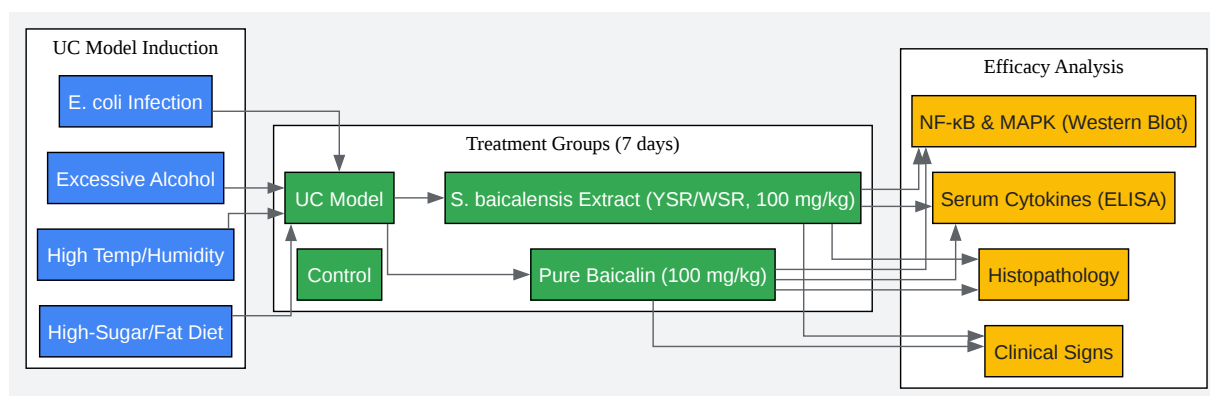 UC Model Induction
E. coli Infection
Excessive Alcohol
High Temp/Humidity
High-Sugar/Fat Diet
Treatment Groups (7 days)
UC Model
S. baicalensis Extract (YSR/WSR, 100 mg/kg)
Control
Pure Baicalin (100 mg/kg)
Efficacy Analysis
NF-κB & MAPK (Western Blot)
Serum Cytokines (ELISA)
Histopathology
Clinical Signs